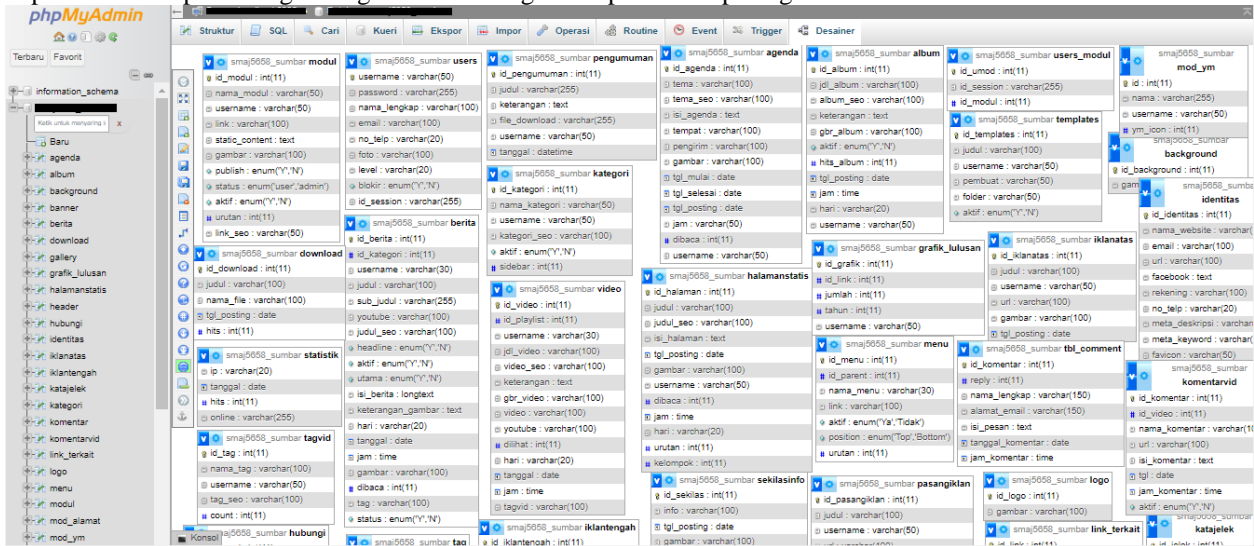 phpMyAdmin
Terbaru Favorit
information_schema
Baru
agenda
album
background
banner
berita
download
gallery
grafik_lulusan
halamanstatis
header
hubungi
identitas
iklanatas
iklantengah
katajelek
kategori
komentar
komentarvid
link_terkait
logo
menu
modul
mod_alamat
mod_ym
Struktur SQL Cari Kueri Ekspor Impor Operasi Routine Event Trigger Desainer
smaj5658_sumbar modul
id_modul : int(11)
nama_modul : varchar(50)
username : varchar(50)
link : varchar(100)
static_content : text
gambar : varchar(100)
publish : enum('Y','N')
status : enum('user','admin')
aktif : enum('Y','N')
urutan : int(11)
link_seo : varchar(50)
smaj5658_sumbar download
id_download : int(11)
judul : varchar(100)
nama_file : varchar(100)
tgl_posting : date
hits : int(11)
smaj5658_sumbar statistik
ip : varchar(20)
tanggal : date
hits : int(11)
online : varchar(255)
smaj5658_sumbar tagvid
id_tag : int(11)
nama_tag : varchar(100)
username : varchar(50)
tag_seo : varchar(100)
count : int(11)
Konsol
smaj5658_sumbar hubungi
smaj5658_sumbar users
username : varchar(50)
password : varchar(255)
nama_lengkap : varchar(100)
email : varchar(100)
no_telp : varchar(20)
foto : varchar(100)
level : varchar(20)
blokir : enum('Y','N')
id_session : varchar(255)
smaj5658_sumbar berita
id_berita : int(11)
id_kategori : int(11)
username : varchar(30)
judul : varchar(100)
sub_judul : varchar(255)
youtube : varchar(100)
judul_seo : varchar(100)
headline : enum('Y','N')
aktif : enum('Y','N')
utama : enum('Y','N')
isi_berita : longtext
keterangan_gambar : text
hari : varchar(20)
tanggal : date
jam : time
gambar : varchar(100)
dibaca : int(11)
tag : varchar(100)
status : enum('Y','N')
smaj5658_sumbar tag
smaj5658_sumbar pengumuman
id_pengumuman : int(11)
judul : varchar(255)
keterangan : text
file_download : varchar(255)
username : varchar(50)
tanggal : datetime
smaj5658_sumbar kategori
id_kategori : int(11)
nama_kategori : varchar(50)
username : varchar(50)
kategori_seo : varchar(100)
aktif : enum('Y','N')
sidebar : int(11)
smaj5658_sumbar video
id_video : int(11)
id_playlist : int(11)
username : varchar(30)
jdl_video : varchar(100)
video_seo : varchar(100)
keterangan : text
gbr_video : varchar(100)
video : varchar(100)
youtube : varchar(100)
dilihat : int(11)
hari : varchar(20)
tanggal : date
jam : time
tagvid : varchar(100)
smaj5658_sumbar iklantengah
id_iklantengah : int(11)
smaj5658_sumbar agenda
id_agenda : int(11)
tema : varchar(100)
tema_seo : varchar(100)
isi_agenda : text
tempat : varchar(100)
pengirim : varchar(100)
gambar : varchar(100)
tgl_mulai : date
tgl_selesai : date
tgl_posting : date
jam : varchar(50)
dibaca : int(11)
username : varchar(50)
smaj5658_sumbar halamanstatis
id_halaman : int(11)
judul : varchar(100)
judul_seo : varchar(100)
isi_halaman : text
tgl_posting : date
gambar : varchar(100)
username : varchar(50)
dibaca : int(11)
jam : time
hari : varchar(20)
urutan : int(11)
kelompok : int(11)
smaj5658_sumbar sekilasinfo
id_sekilas : int(11)
info : varchar(100)
tgl_posting : date
gambar : varchar(100)
smaj5658_sumbar album
id_album : int(11)
jdl_album : varchar(100)
album_seo : varchar(100)
keterangan : text
gbr_album : varchar(100)
aktif : enum('Y','N')
hits_album : int(11)
tgl_posting : date
jam : time
hari : varchar(20)
username : varchar(50)
smaj5658_sumbar grafik_lulusan
id_grafik : int(11)
id_link : int(11)
jumlah : int(11)
tahun : int(11)
username : varchar(50)
smaj5658_sumbar menu
id_menu : int(11)
id_parent : int(11)
nama_menu : varchar(30)
link : varchar(100)
aktif : enum('Ya','Tidak')
position : enum('Top','Bottom')
urutan : int(11)
smaj5658_sumbar pasangiklan
id_pasangiklan : int(11)
judul : varchar(100)
username : varchar(50)
smaj5658_sumbar users_modul
id_umod : int(11)
id_session : varchar(255)
id_modul : int(11)
smaj5658_sumbar templates
id_templates : int(11)
judul : varchar(100)
username : varchar(50)
pembuat : varchar(50)
folder : varchar(50)
aktif : enum('Y','N')
smaj5658_sumbar iklanatas
id_iklanatas : int(11)
judul : varchar(100)
username : varchar(50)
url : varchar(100)
gambar : varchar(100)
tgl_posting : date
smaj5658_sumbar tbl_comment
id_komentar : int(11)
reply : int(11)
nama_lengkap : varchar(150)
alamat_email : varchar(150)
isi_pesan : text
tanggal_komentar : date
jam_komentar : time
smaj5658_sumbar logo
id_logo : int(11)
gambar : varchar(100)
smaj5658_sumbar link_terkait
smaj5658_sumbar
mod_ym
id : int(11)
nama : varchar(255)
username : varchar(50)
ym_icon : int(11)
smaj5658_sumbar
background
id_background : int(11)
gam
smaj5658_sumb
identitas
id_identitas : int(11)
nama_website : varchar(
email : varchar(100)
url : varchar(100)
facebook : text
rekening : varchar(100)
no_telp : varchar(20)
meta_deskripsi : varchar
meta_keyword : varchar(
favicon : varchar(50)
smaj5658_sumbar
komentarvid
id_komentar : int(11)
id_video : int(11)
nama_komentar : varchar(10
url : varchar(100)
isi_komentar : text
tgl : date
jam_komentar : time
aktif : enum('Y','N')
smaj5658_sumbar
katajelek